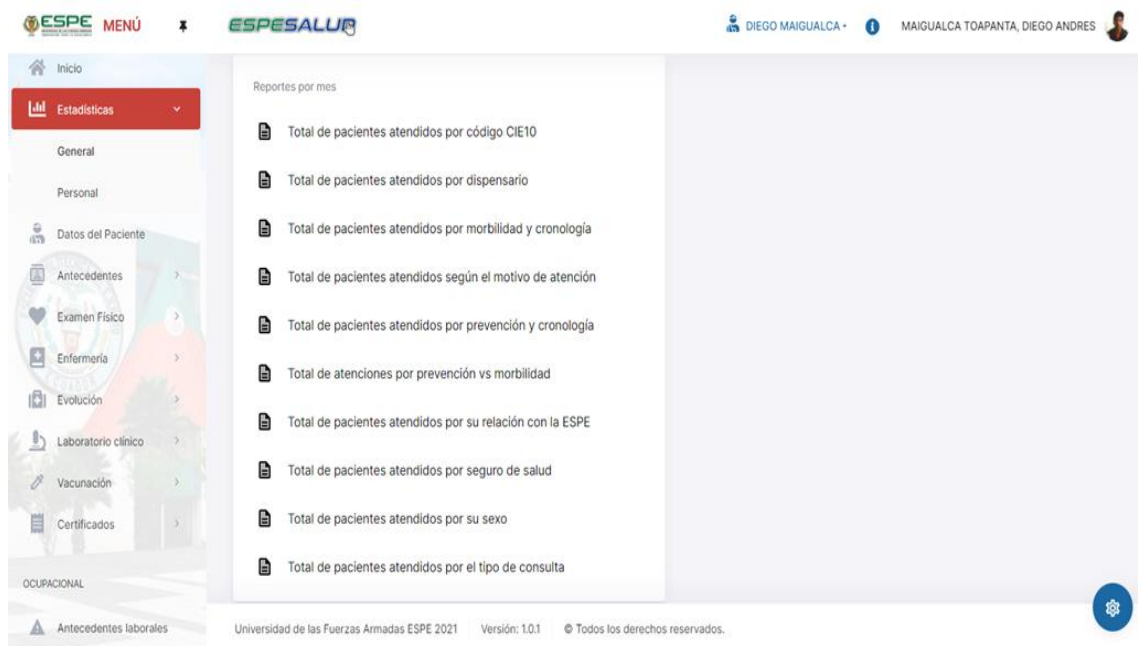 ESPE MENÚ
ESPESALUD
DIEGO MAIGUALCA
MAIGUALCA TOAPANTA, DIEGO ANDRES
Inicio
Estadísticas
General
Personal
Datos del Paciente
Antecedentes
Examen Físico
Enfermería
Evolución
Laboratorio clínico
Vacunación
Certificados
OCUPACIONAL
Antecedentes laborales
Reportes por mes
Total de pacientes atendidos por código CIE10
Total de pacientes atendidos por dispensario
Total de pacientes atendidos por morbilidad y cronología
Total de pacientes atendidos según el motivo de atención
Total de pacientes atendidos por prevención y cronología
Total de atenciones por prevención vs morbilidad
Total de pacientes atendidos por su relación con la ESPE
Total de pacientes atendidos por seguro de salud
Total de pacientes atendidos por su sexo
Total de pacientes atendidos por el tipo de consulta
Universidad de las Fuerzas Armadas ESPE 2021 Versión: 1.0.1 © Todos los derechos reservados.